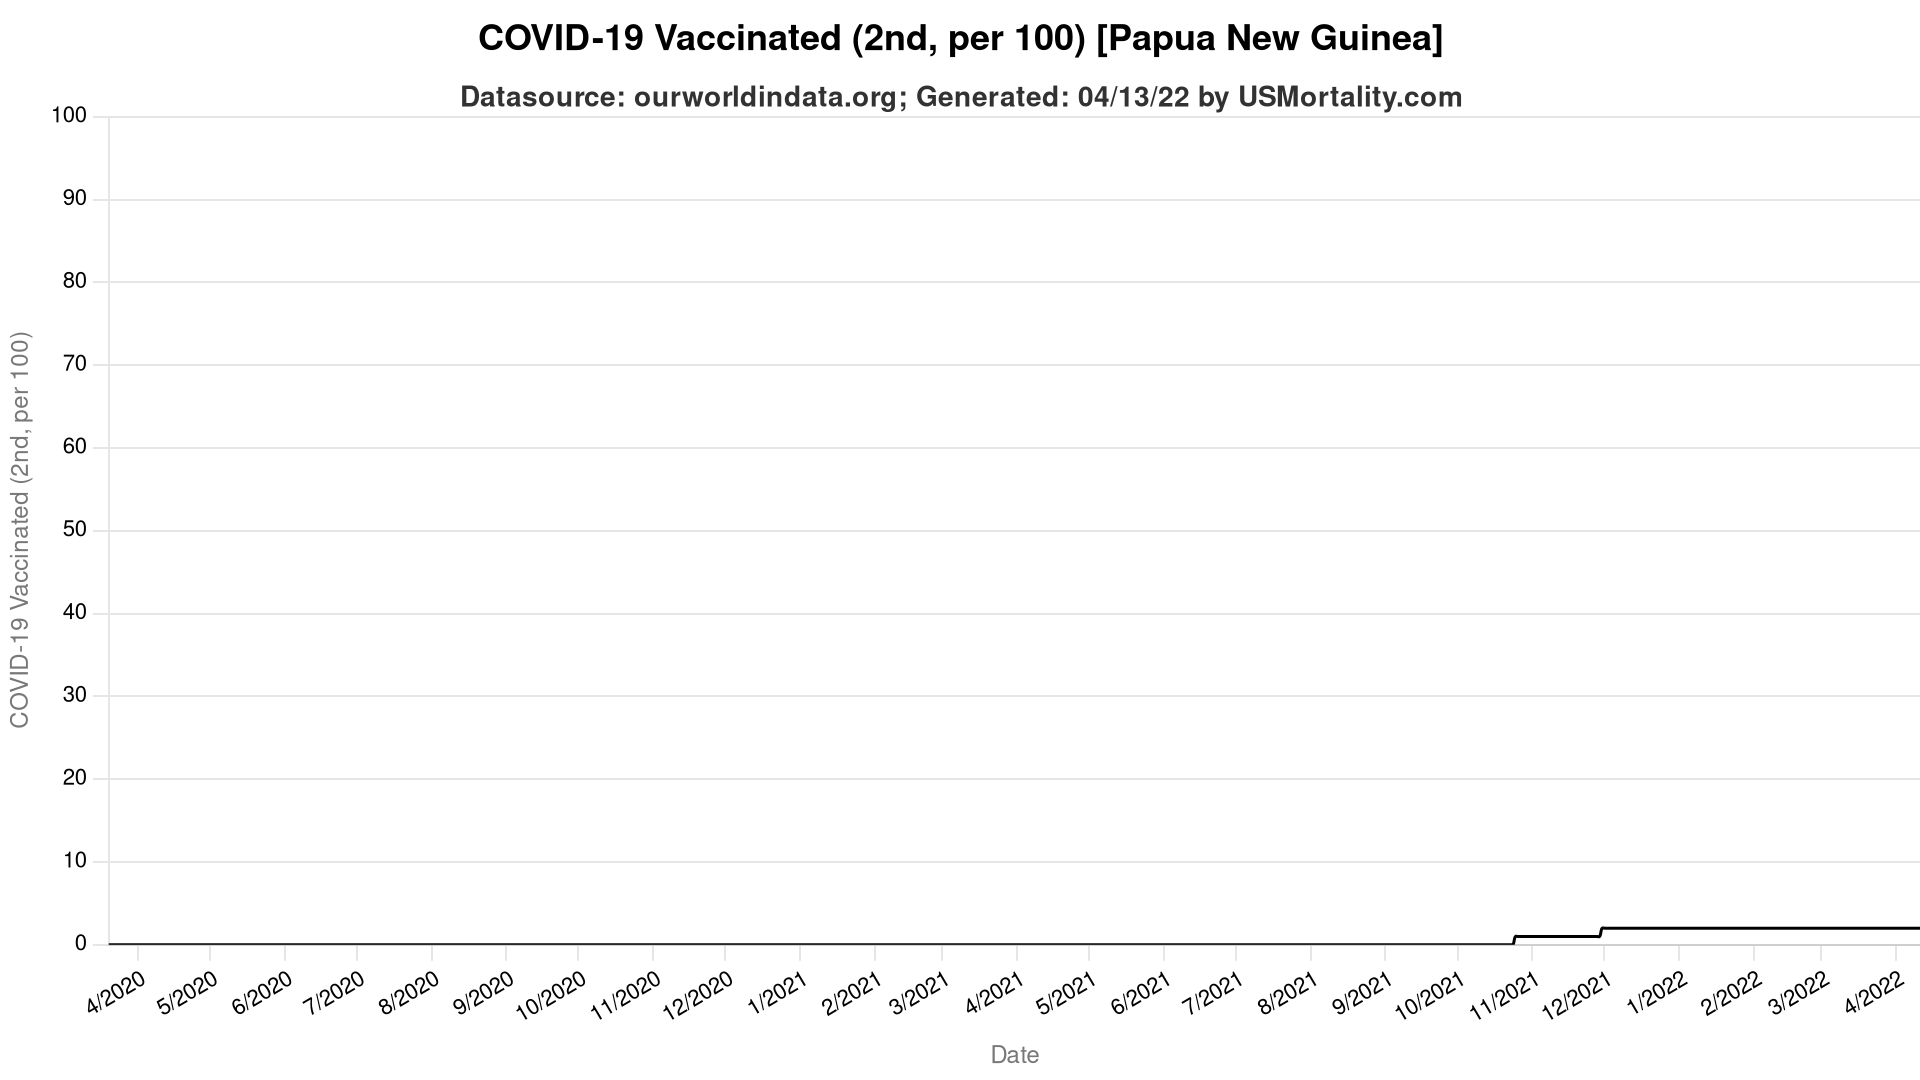 COVID-19 Vaccinated (2nd, per 100) [Papua New Guinea]
Datasource: ourworldindata.org; Generated: 04/13/22 by USMortality.com
COVID-19 Vaccinated (2nd, per 100)
100
90
80
70
60
50
40
30
20
10
0
4/2020 5/2020 6/2020 7/2020 8/2020 9/2020 10/2020 11/2020 12/2020 1/2021 2/2021 3/2021 4/2021 5/2021 6/2021 7/2021 8/2021 9/2021 10/2021 11/2021 12/2021 1/2022 2/2022 3/2022 4/2022
Date